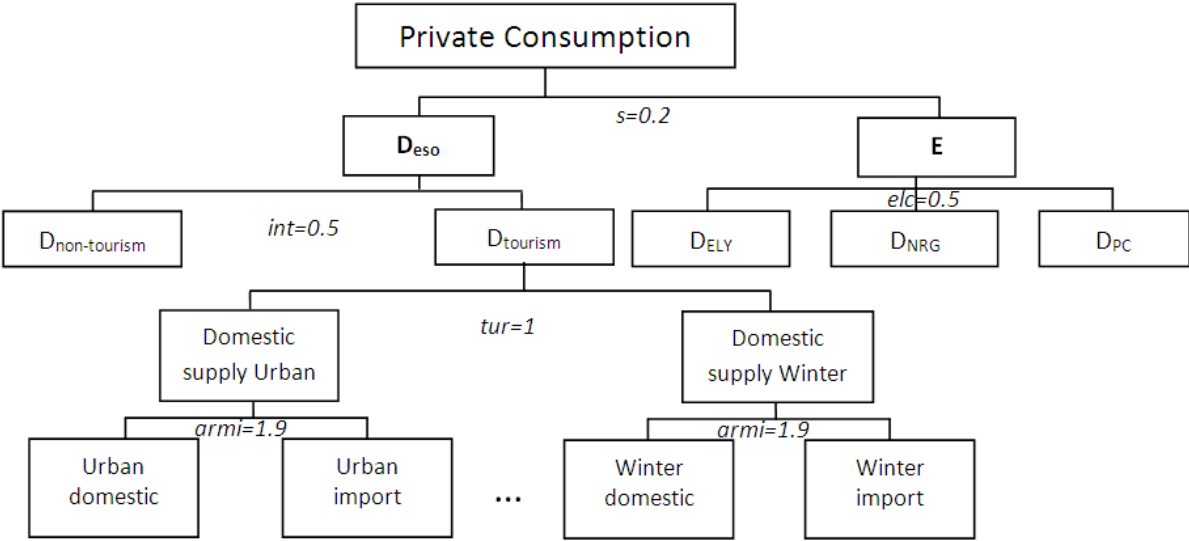 Private Consumption
s=0.2
Deso
E
elc=0.5
int=0.5
Dnon-tourism
Dtourism
DELY
DNRG
DPC
tur=1
Domestic
supply Urban
Domestic
supply Winter
armi=1.9
armi=1.9
Urban
domestic
Urban
import
...
Winter
domestic
Winter
import